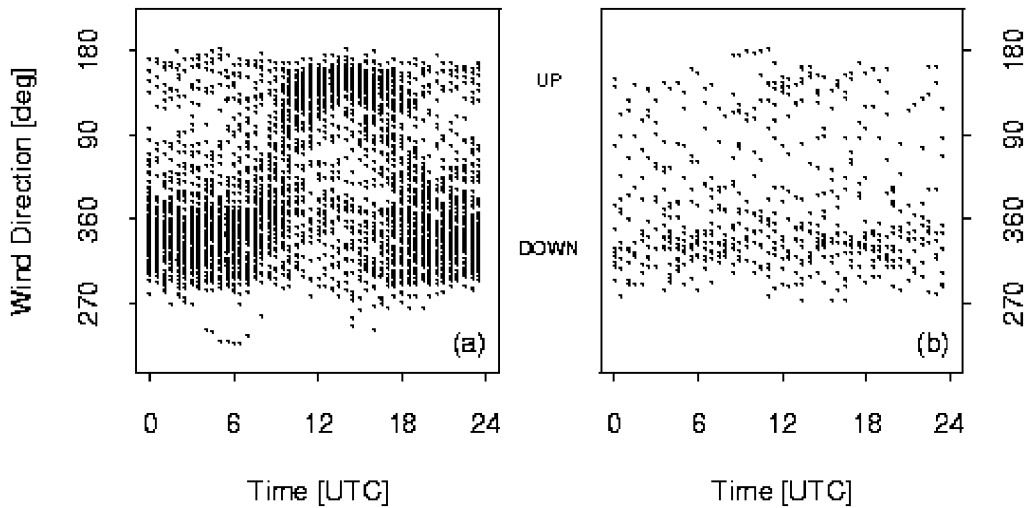 Wind Direction [deg]
180
90
360
270
(a)
0 6 12 18 24
Time [UTC]
UP
DOWN
(b)
0 6 12 18 24
Time [UTC]
180
90
360
270